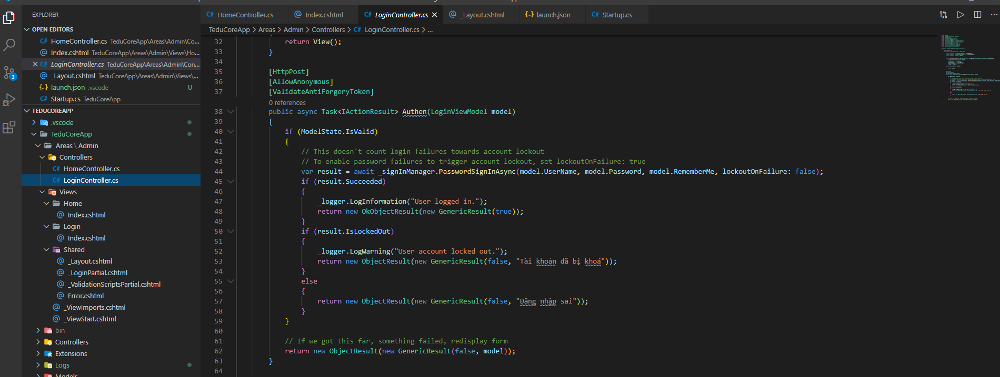 EXPLORER
OPEN EDITORS
C# HomeController.cs TeduCoreApp\Areas\Admin\Co...
@ Index.cshtml TeduCoreApp\Areas\Admin\Views\Ho...
C# LoginController.cs TeduCoreApp\Areas\Admin\Con...
@ _Layout.cshtml TeduCoreApp\Areas\Admin\Views\...
{..} launch.json .vscode U
C# Startup.cs TeduCoreApp
3
TEDUCOREAPP
.vscode
TeduCoreApp
Areas \ Admin
Controllers
C# HomeController.cs
C# LoginController.cs
Views
Home
@ Index.cshtml
Login
@ Index.cshtml
Shared
@ _Layout.cshtml
@ _LoginPartial.cshtml
@ _ValidationScriptsPartial.cshtml
@ Error.cshtml
@ _ViewImports.cshtml
@ _ViewStart.cshtml
bin
Controllers
Extensions
Logs
Models
C# HomeController.cs @ Index.cshtml C# LoginController.cs @ _Layout.cshtml {..} launch.json C# Startup.cs
TeduCoreApp > Areas > Admin > Controllers > C# LoginController.cs > ...
32 return View();
33 }
34
35 [HttpPost]
36 [AllowAnonymous]
37 [ValidateAntiForgeryToken]
0 references
38 public async Task<IActionResult> Authen(LoginViewModel model)
39 {
40 if (ModelState.IsValid)
41 {
42 // This doesn't count login failures towards account lockout
43 // To enable password failures to trigger account lockout, set lockoutOnFailure: true
44 var result = await _signInManager.PasswordSignInAsync(model.UserName, model.Password, model.RememberMe, lockoutOnFailure: false);
45 if (result.Succeeded)
46 {
47 _logger.LogInformation("User logged in.");
48 return new OkObjectResult(new GenericResult(true));
49 }
50 if (result.IsLockedOut)
51 {
52 _logger.LogWarning("User account locked out.");
53 return new ObjectResult(new GenericResult(false, "Tài khoản đã bị khoá"));
54 }
55 else
56 {
57 return new ObjectResult(new GenericResult(false, "Đăng nhập sai"));
58 }
59 }
60
61 // If we got this far, something failed, redisplay form
62 return new ObjectResult(new GenericResult(false, model));
63 }
64